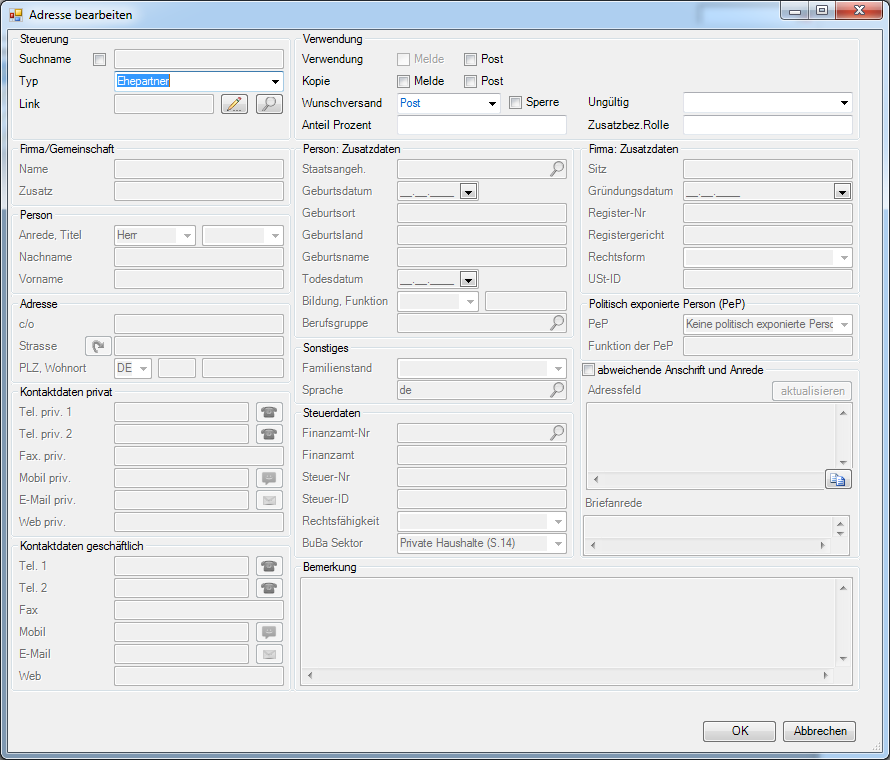 Adresse bearbeiten
Steuerung
Suchname
Typ Ehepartner
Link
Verwendung
Verwendung Melde Post
Kopie Melde Post
Wunschversand Post Sperre Ungültig
Anteil Prozent Zusatzbez.Rolle
Firma/Gemeinschaft
Name
Zusatz
Person
Anrede, Titel Herr
Nachname
Vorname
Adresse
c/o
Strasse
PLZ, Wohnort DE
Kontaktdaten privat
Tel. priv. 1
Tel. priv. 2
Fax. priv.
Mobil priv.
E-Mail priv.
Web priv.
Kontaktdaten geschäftlich
Tel. 1
Tel. 2
Fax
Mobil
E-Mail
Web
Person: Zusatzdaten
Staatsangeh.
Geburtsdatum __.__.____
Geburtsort
Geburtsland
Geburtsname
Todesdatum __.__.____
Bildung, Funktion
Berufsgruppe
Sonstiges
Familienstand
Sprache de
Steuerdaten
Finanzamt-Nr
Finanzamt
Steuer-Nr
Steuer-ID
Rechtsfähigkeit
BuBa Sektor Private Haushalte (S.14)
Firma: Zusatzdaten
Sitz
Gründungsdatum __.__.____
Register-Nr
Registergericht
Rechtsform
USt-ID
Politisch exponierte Person (PeP)
PeP Keine politisch exponierte Persc
Funktion der PeP
abweichende Anschrift und Anrede
Adressfeld aktualisieren
Briefanrede
Bemerkung
OK Abbrechen